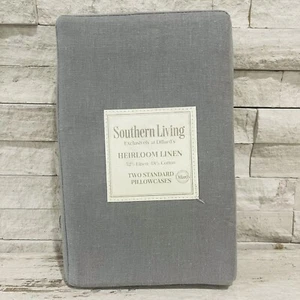 Southern Living
Exclusively at Dillard's
HEIRLOOM LINEN
TWO STANDARD
PILLOWCASES